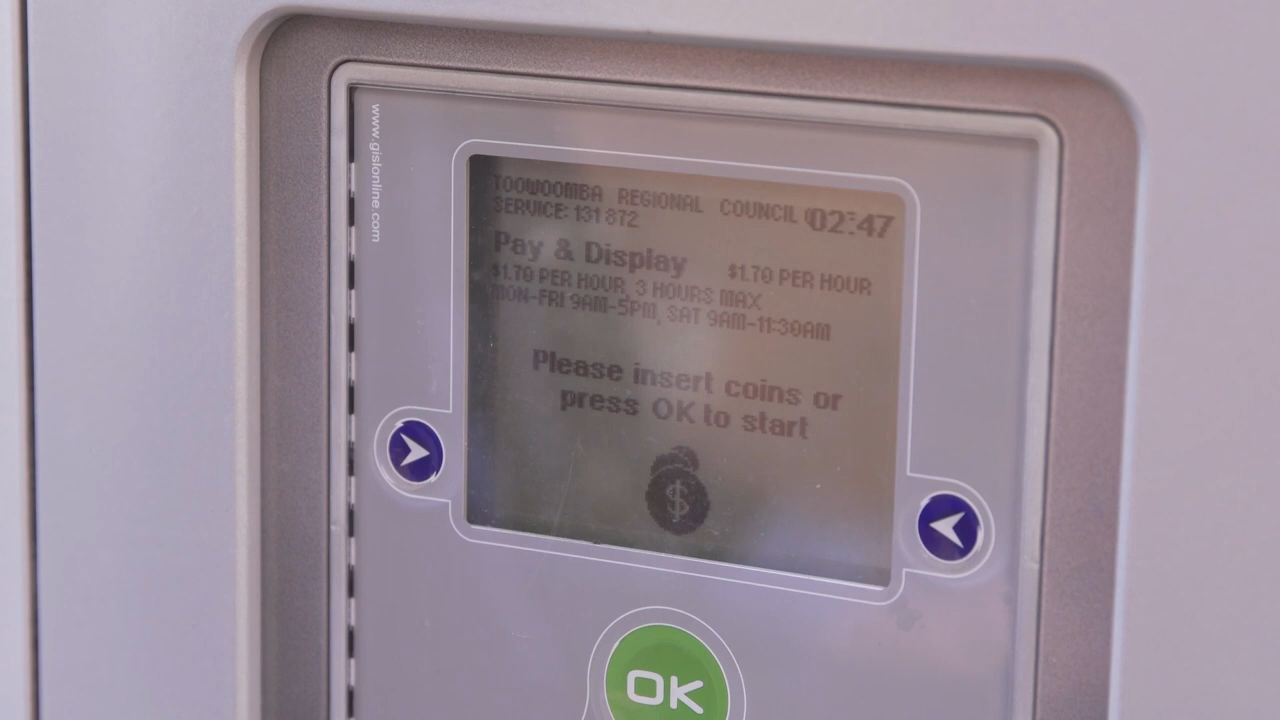 www.gislonline.com
TOOWOOMBA REGIONAL COUNCIL 02:47
SERVICE: 131 872
Pay & Display $1.70 PER HOUR
$1.70 PER HOUR, 3 HOURS MAX
MON-FRI 9AM-5PM, SAT 9AM-11:30AM
Please insert coins or
press OK to start
$
OK